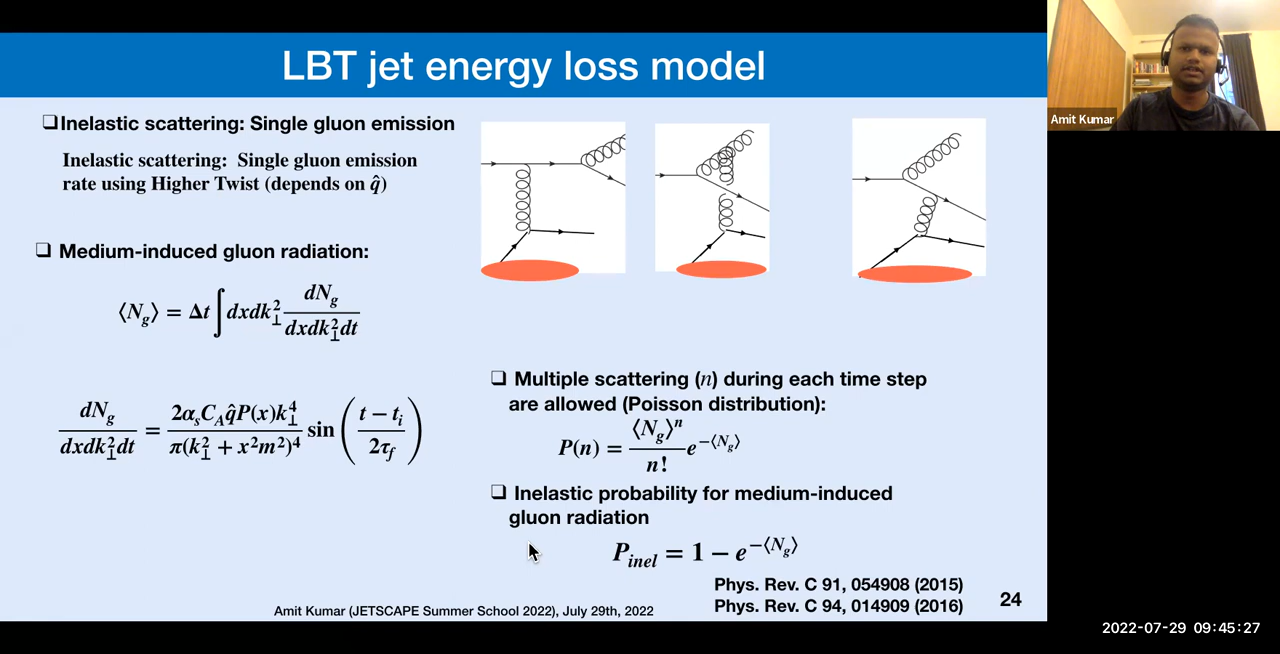 LBT jet energy loss model
Amit Kumar
❑Inelastic scattering: Single gluon emission
Inelastic scattering: Single gluon emission
rate using Higher Twist (depends on q̂)
❑ Medium-induced gluon radiation:
⟨N_g⟩ = Δt ∫ dxdk_⊥^2 dN_g / dxdk_⊥^2dt
dN_g / dxdk_⊥^2dt = 2α_sC_A q̂P(x)k_⊥^4 / π(k_⊥^2 + x^2m^2)^4 sin ( t − t_i / 2τ_f )
❑ Multiple scattering (n) during each time step
are allowed (Poisson distribution):
P(n) = ⟨N_g⟩^n / n! e^{−⟨N_g⟩}
❑ Inelastic probability for medium-induced
gluon radiation
P_{inel} = 1 − e^{−⟨N_g⟩}
Phys. Rev. C 91, 054908 (2015)
Phys. Rev. C 94, 014909 (2016)
Amit Kumar (JETSCAPE Summer School 2022), July 29th, 2022
24
2022-07-29 09:45:27